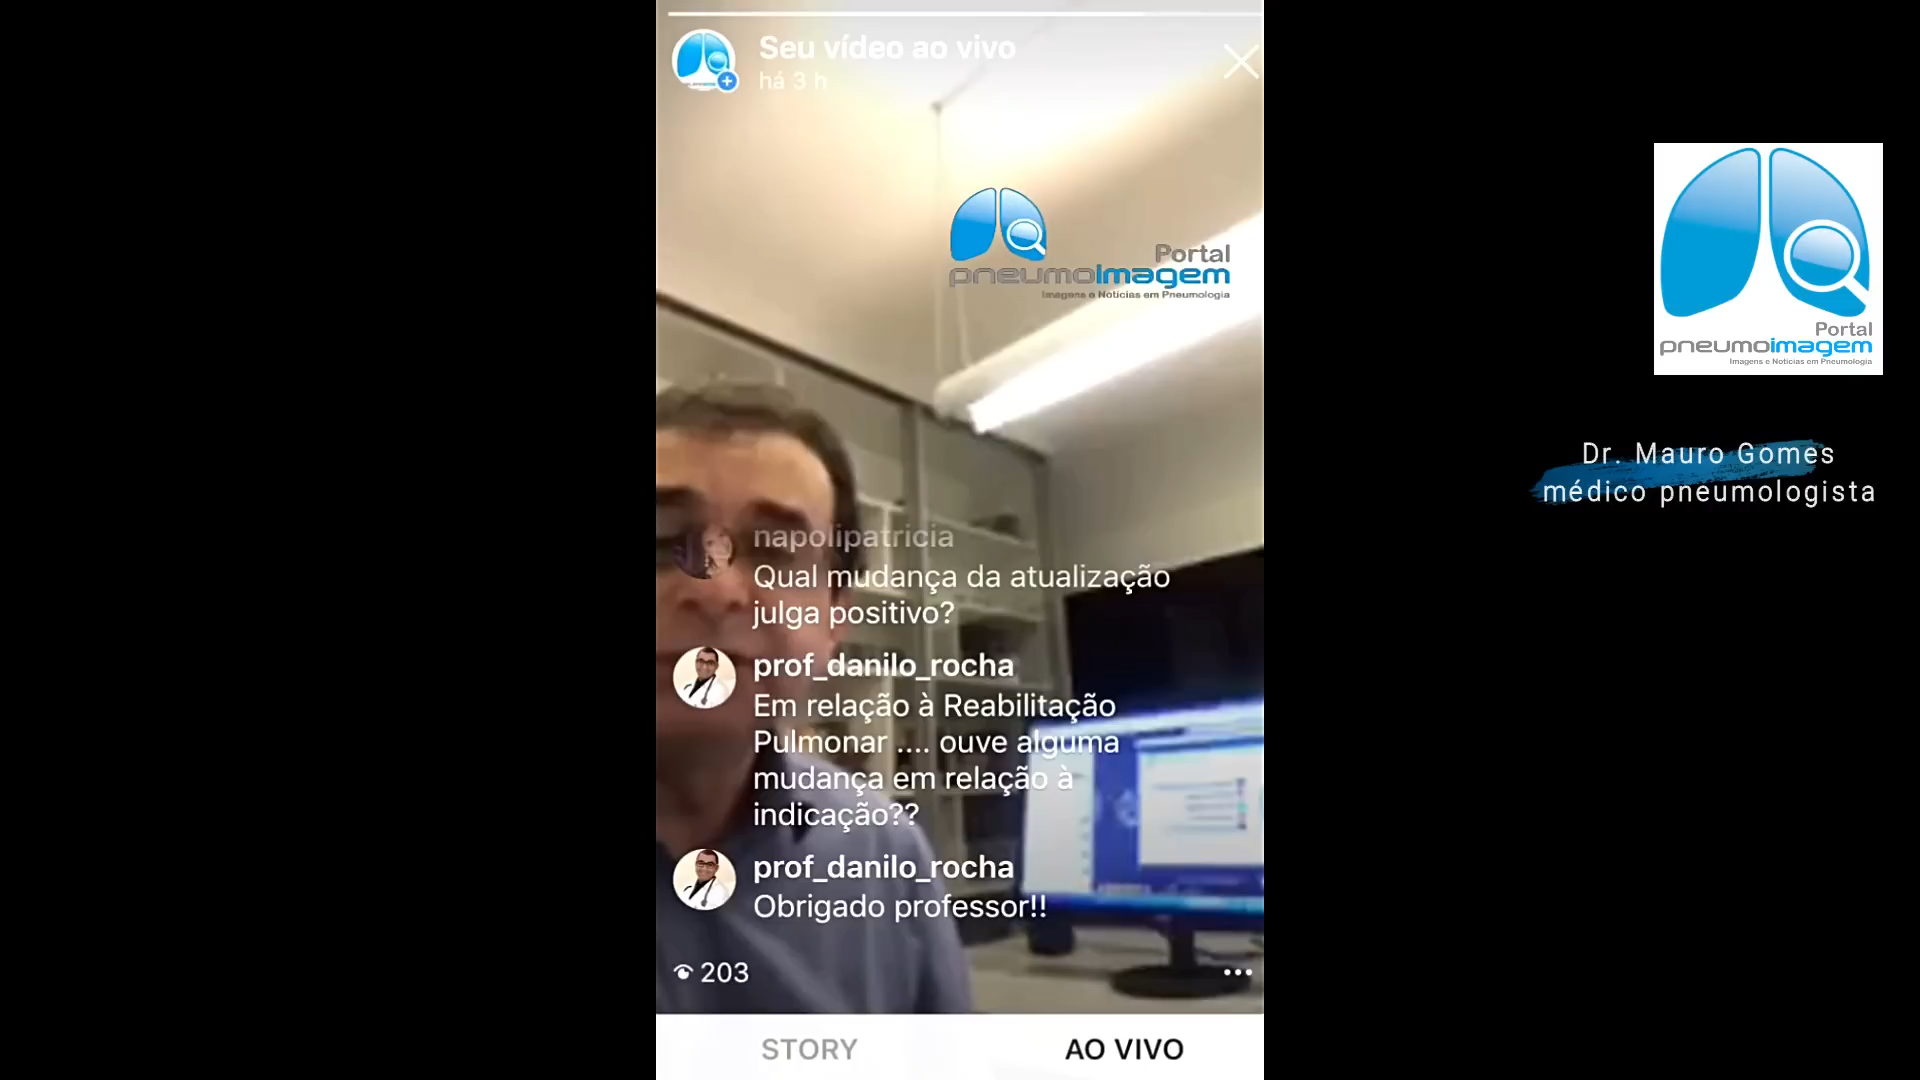 Seu vídeo ao vivo
há 3 h
Portal
pneumoimagem
Imagens e Notícias em Pneumologia
napolipatricia
Qual mudança da atualização
julga positivo?
prof_danilo_rocha
Em relação à Reabilitação
Pulmonar .... ouve alguma
mudança em relação à
indicação??
prof_danilo_rocha
Obrigado professor!!
203
STORY
AO VIVO
Portal
pneumoimagem
Imagens e Notícias em Pneumologia
Dr. Mauro Gomes
médico pneumologista